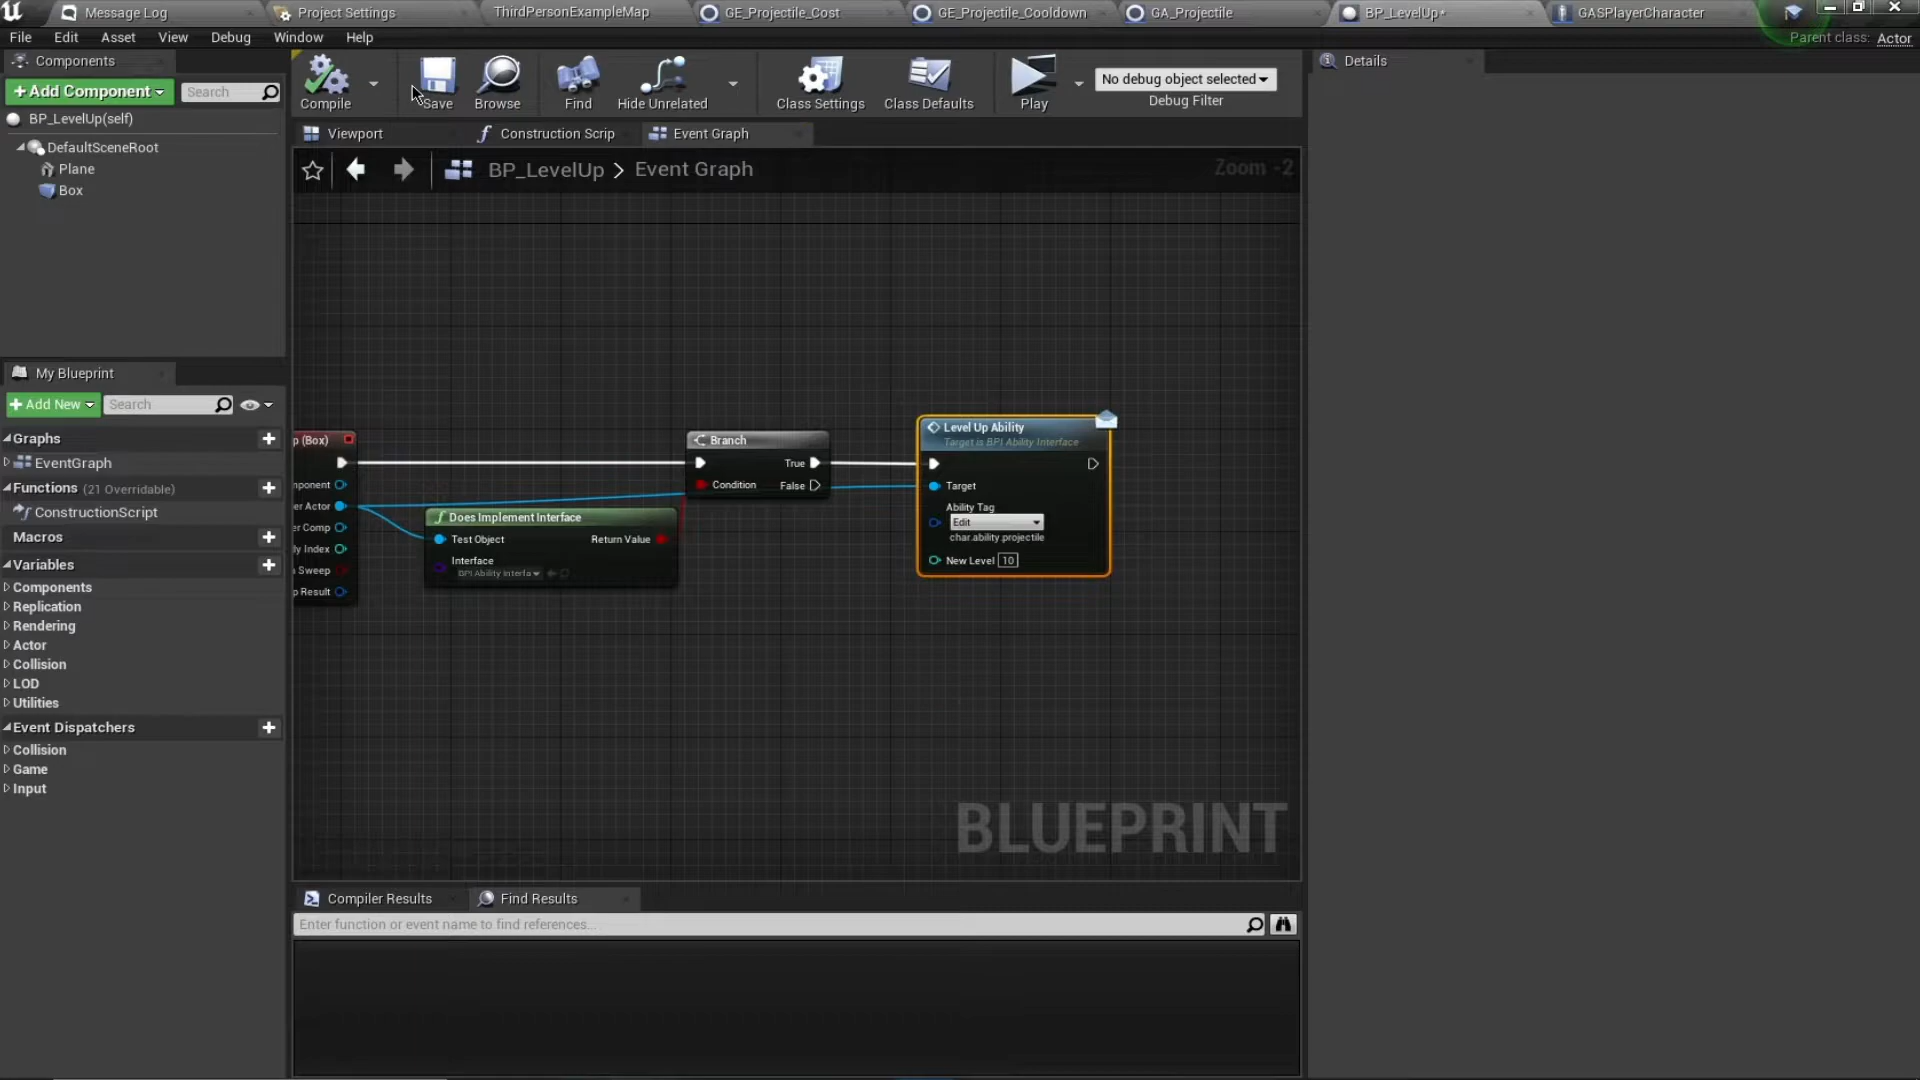 Message Log
Project Settings
ThirdPersonExampleMap
GE_Projectile_Cost
GE_Projectile_Cooldown
GA_Projectile
BP_LevelUp*
GASPlayerCharacter
File
Edit
Asset
View
Debug
Window
Help
Parent class: Actor
Components
+ Add Component
Search
BP_LevelUp(self)
DefaultSceneRoot
Plane
Box
Compile
Save
Browse
Find
Hide Unrelated
Class Settings
Class Defaults
Play
No debug object selected
Debug Filter
Details
Viewport
Construction Scrip
Event Graph
BP_LevelUp > Event Graph
Zoom -2
My Blueprint
+ Add New
Search
Graphs
EventGraph
Functions (21 Overridable)
ConstructionScript
Macros
Variables
Components
Replication
Rendering
Actor
Collision
LOD
Utilities
Event Dispatchers
Collision
Game
Input
p (Box)
mponent
er Actor
er Comp
ly Index
n Sweep
p Result
Does Implement Interface
Test Object
Return Value
Interface
BPI Ability Interfa
Branch
True
Condition
False
Level Up Ability
Target is BPI Ability Interface
Target
Ability Tag
Edit
char.ability.projectile
New Level 10
BLUEPRINT
Compiler Results
Find Results
Enter function or event name to find references...